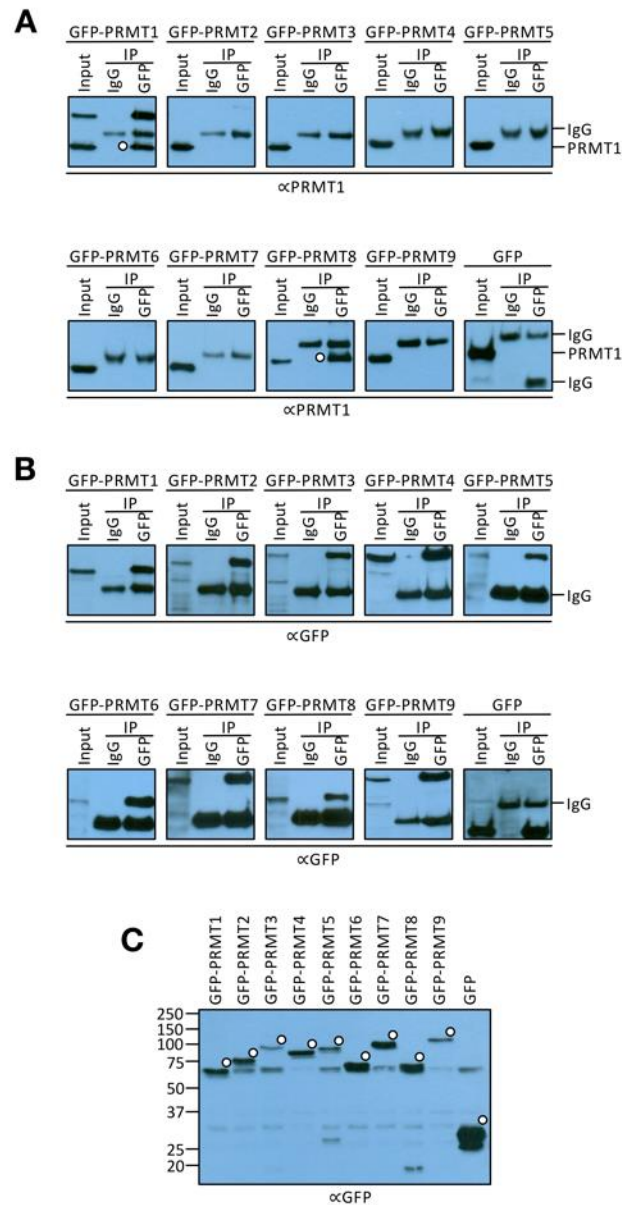 A
GFP-PRMT1 GFP-PRMT2 GFP-PRMT3 GFP-PRMT4 GFP-PRMT5
IP IP IP IP IP
Input IgG GFP Input IgG GFP Input IgG GFP Input IgG GFP Input IgG GFP
IgG
PRMT1
∝PRMT1
GFP-PRMT6 GFP-PRMT7 GFP-PRMT8 GFP-PRMT9 GFP
IP IP IP IP IP
Input IgG GFP Input IgG GFP Input IgG GFP Input IgG GFP Input IgG GFP
IgG
PRMT1
IgG
∝PRMT1
B
GFP-PRMT1 GFP-PRMT2 GFP-PRMT3 GFP-PRMT4 GFP-PRMT5
IP IP IP IP IP
Input IgG GFP Input IgG GFP Input IgG GFP Input IgG GFP Input IgG GFP
IgG
∝GFP
GFP-PRMT6 GFP-PRMT7 GFP-PRMT8 GFP-PRMT9 GFP
IP IP IP IP IP
Input IgG GFP Input IgG GFP Input IgG GFP Input IgG GFP Input IgG GFP
IgG
∝GFP
C
GFP-PRMT1 GFP-PRMT2 GFP-PRMT3 GFP-PRMT4 GFP-PRMT5 GFP-PRMT6 GFP-PRMT7 GFP-PRMT8 GFP-PRMT9 GFP
250
150
100
75
50
37
25
20
∝GFP